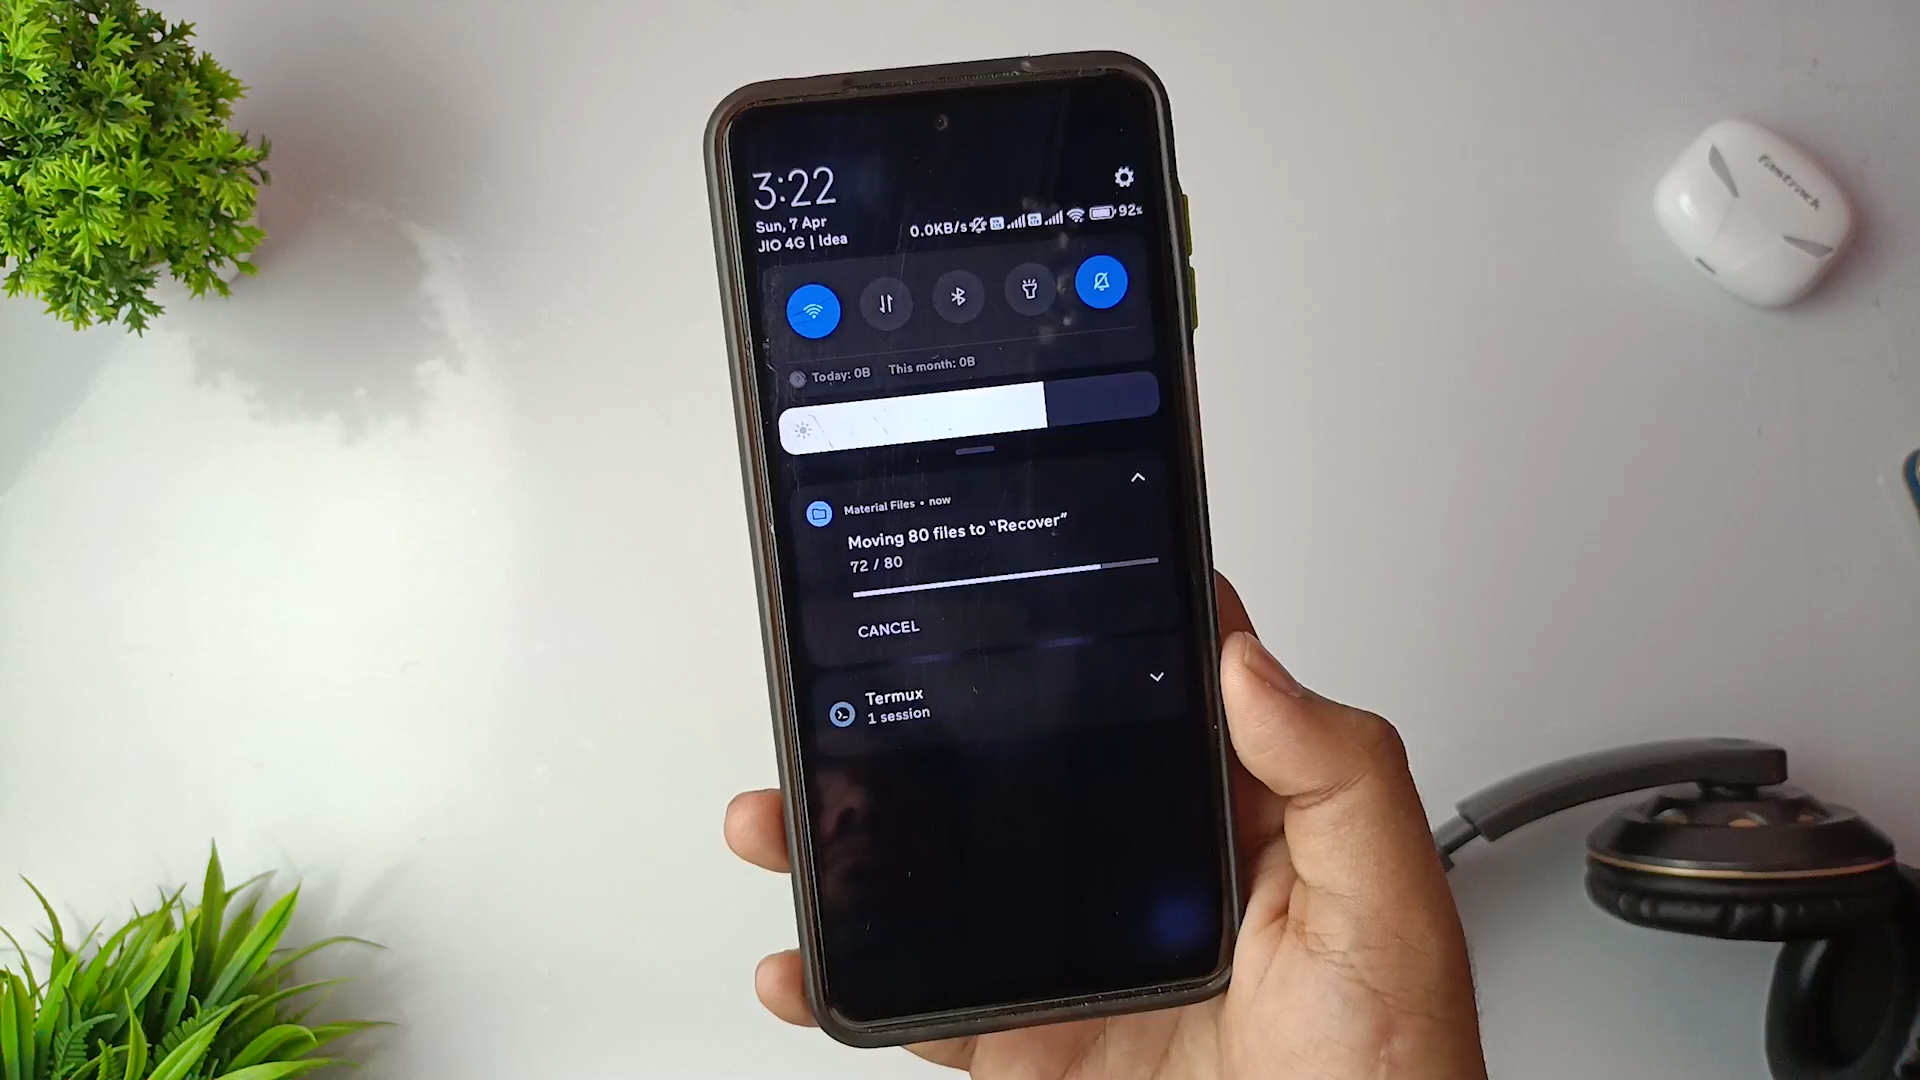 3:22
Sun, 7 Apr
JIO 4G | Idea
0.0KB/s 92%
Today: 0B This month: 0B
Material Files • now
Moving 80 files to “Recover”
72 / 80
CANCEL
Termux
1 session
Fastrack